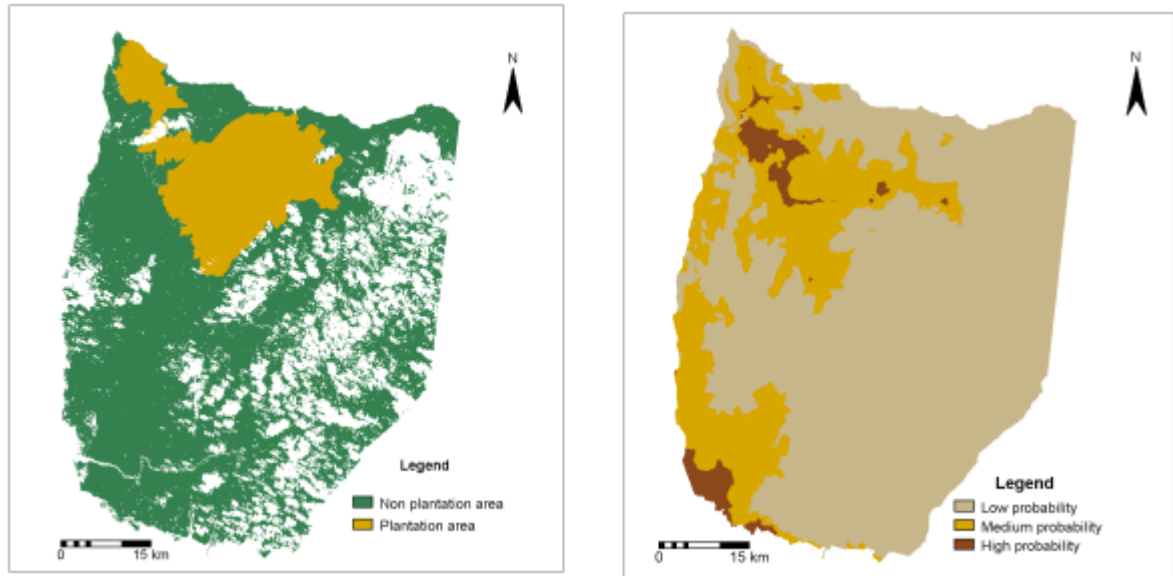 N
Legend
Non plantation area
Plantation area
0 15 km
N
Legend
Low probability
Medium probability
High probability
0 15 km